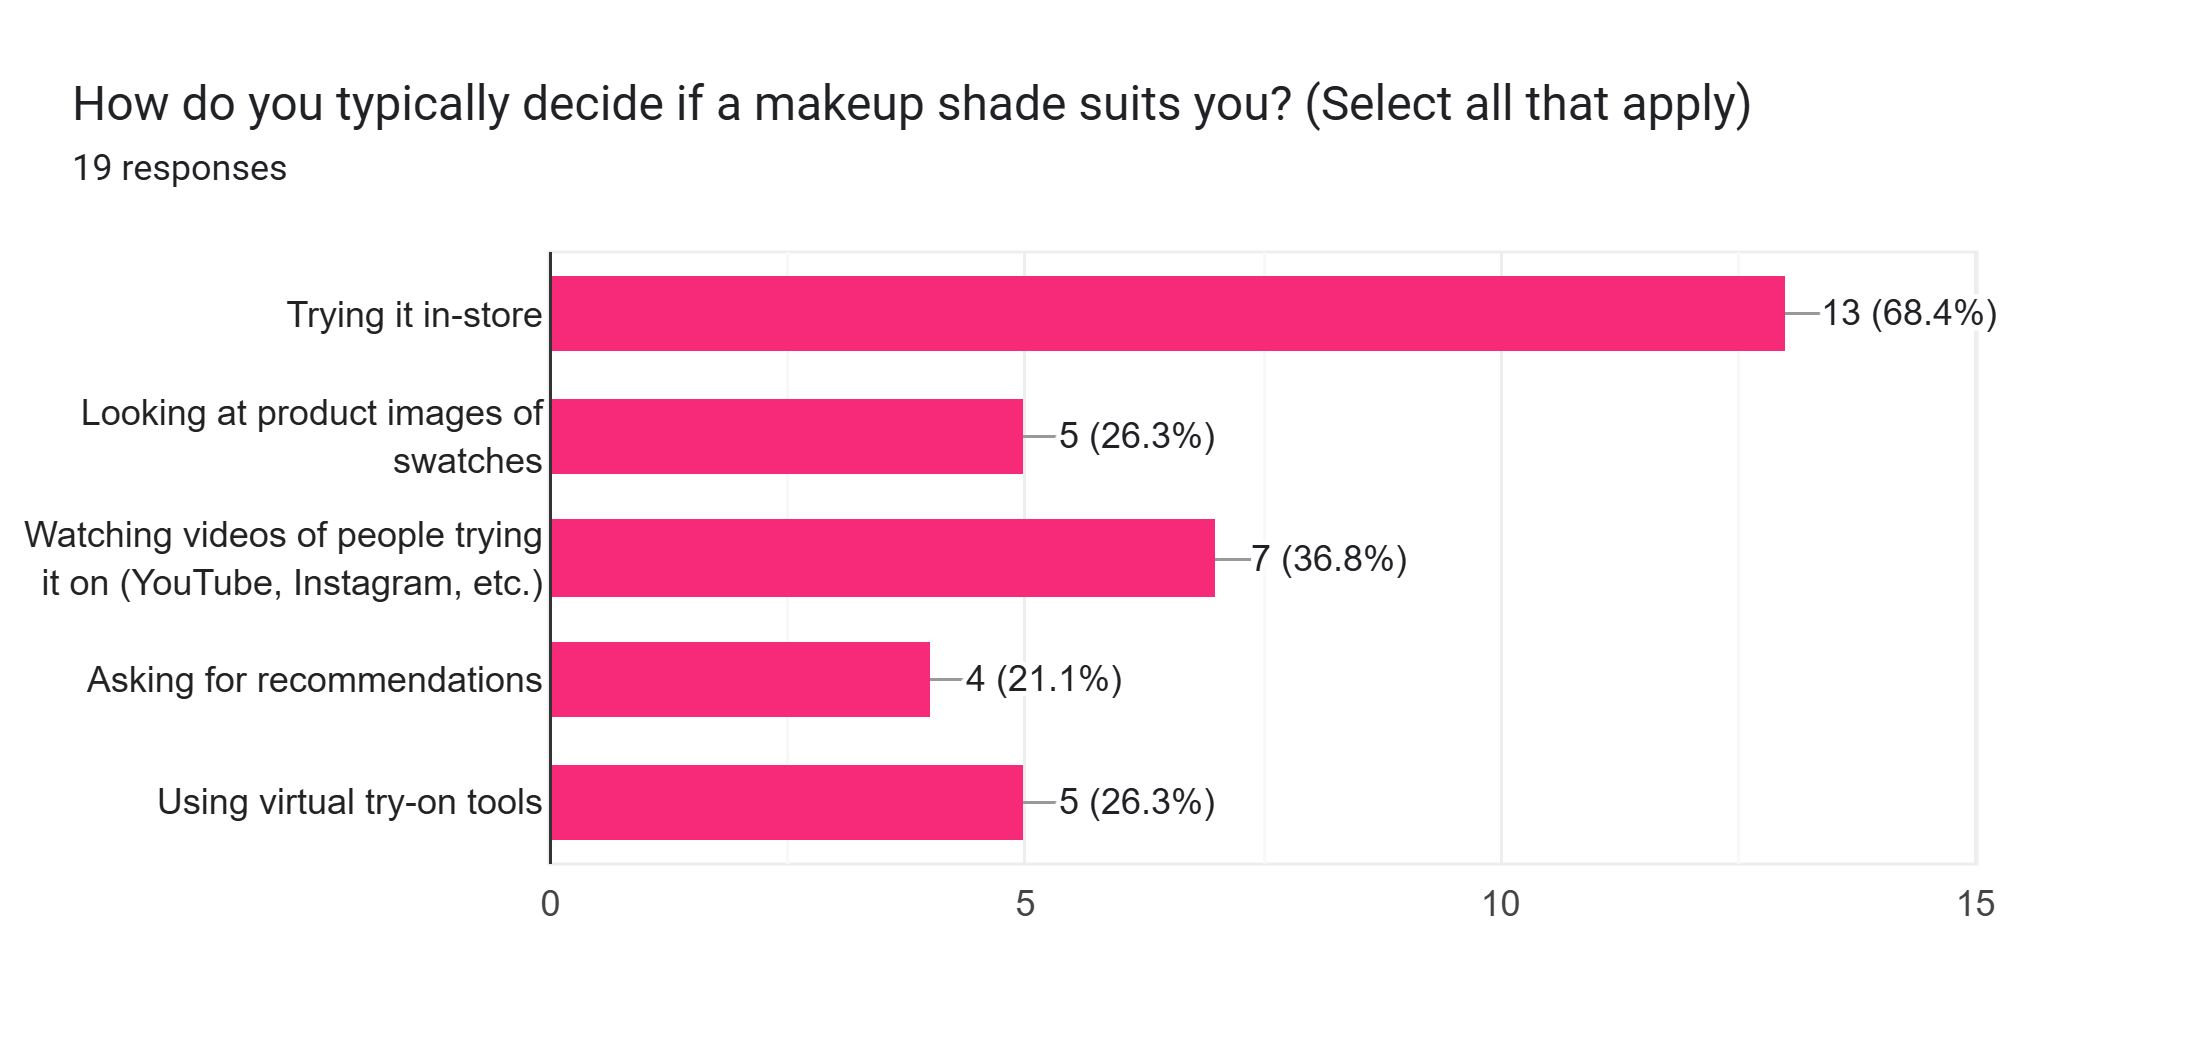 How do you typically decide if a makeup shade suits you? (Select all that apply)
19 responses
Trying it in-store
13 (68.4%)
Looking at product images of
swatches
5 (26.3%)
Watching videos of people trying
it on (YouTube, Instagram, etc.)
7 (36.8%)
Asking for recommendations
4 (21.1%)
Using virtual try-on tools
5 (26.3%)
0 5 10 15